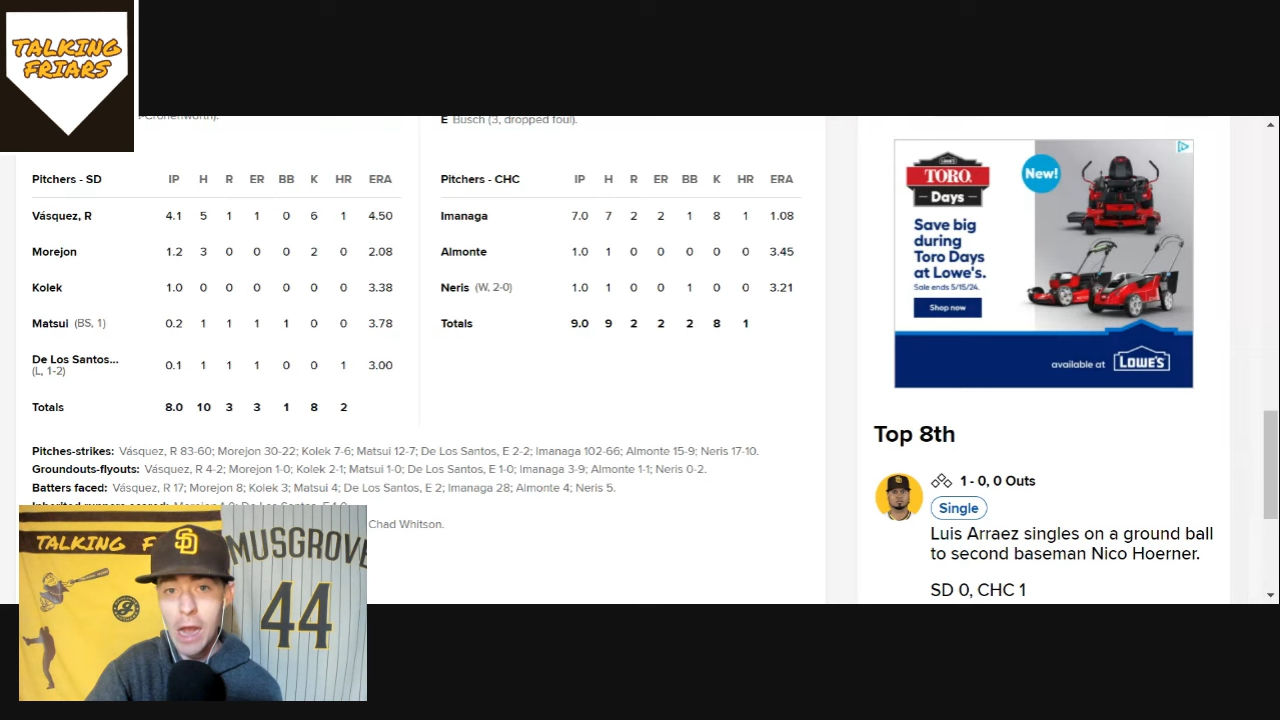 TALKING
FRIARS
-Cronenworth).
E Busch (3, dropped foul).
Pitchers - SD IP H R ER BB K HR ERA
Vásquez, R 4.1 5 1 1 0 6 1 4.50
Morejon 1.2 3 0 0 0 2 0 2.08
Kolek 1.0 0 0 0 0 0 0 3.38
Matsui (BS, 1) 0.2 1 1 1 1 0 0 3.78
De Los Santos...
(L, 1-2) 0.1 1 1 1 0 0 1 3.00
Totals 8.0 10 3 3 1 8 2
Pitchers - CHC IP H R ER BB K HR ERA
Imanaga 7.0 7 2 2 1 8 1 1.08
Almonte 1.0 1 0 0 0 0 0 3.45
Neris (W, 2-0) 1.0 1 0 0 1 0 0 3.21
Totals 9.0 9 2 2 2 8 1
Pitches-strikes: Vásquez, R 83-60; Morejon 30-22; Kolek 7-6; Matsui 12-7; De Los Santos, E 2-2; Imanaga 102-66; Almonte 15-9; Neris 17-10.
Groundouts-flyouts: Vásquez, R 4-2; Morejon 1-0; Kolek 2-1; Matsui 1-0; De Los Santos, E 1-0; Imanaga 3-9; Almonte 1-1; Neris 0-2.
Batters faced: Vásquez, R 17; Morejon 8; Kolek 3; Matsui 4; De Los Santos, E 2; Imanaga 28; Almonte 4; Neris 5.
Chad Whitson.
TORO
Days
New!
Save big
during
Toro Days
at Lowe's.
Sale ends 5/15/24.
Shop now
available at LOWE'S
Top 8th
1 - 0, 0 Outs
Single
Luis Arraez singles on a ground ball
to second baseman Nico Hoerner.
SD 0, CHC 1
TALKING F
SD
MUSGROVE
44